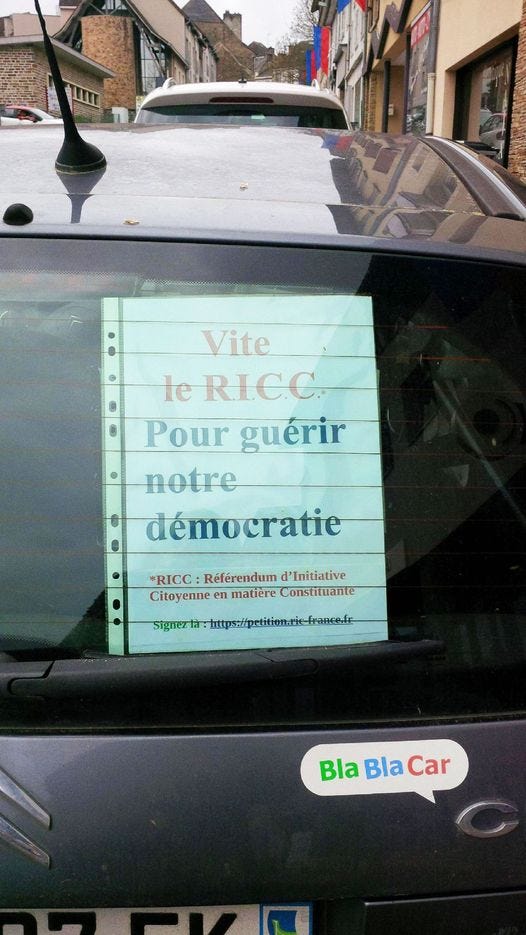 Vite
le R.I.C.C.*
Pour guérir
notre
démocratie
*RICC : Référendum d'Initiative
Citoyenne en matière Constituante
Signez là : https://petition.ric-france.fr
BlaBlaCar
C